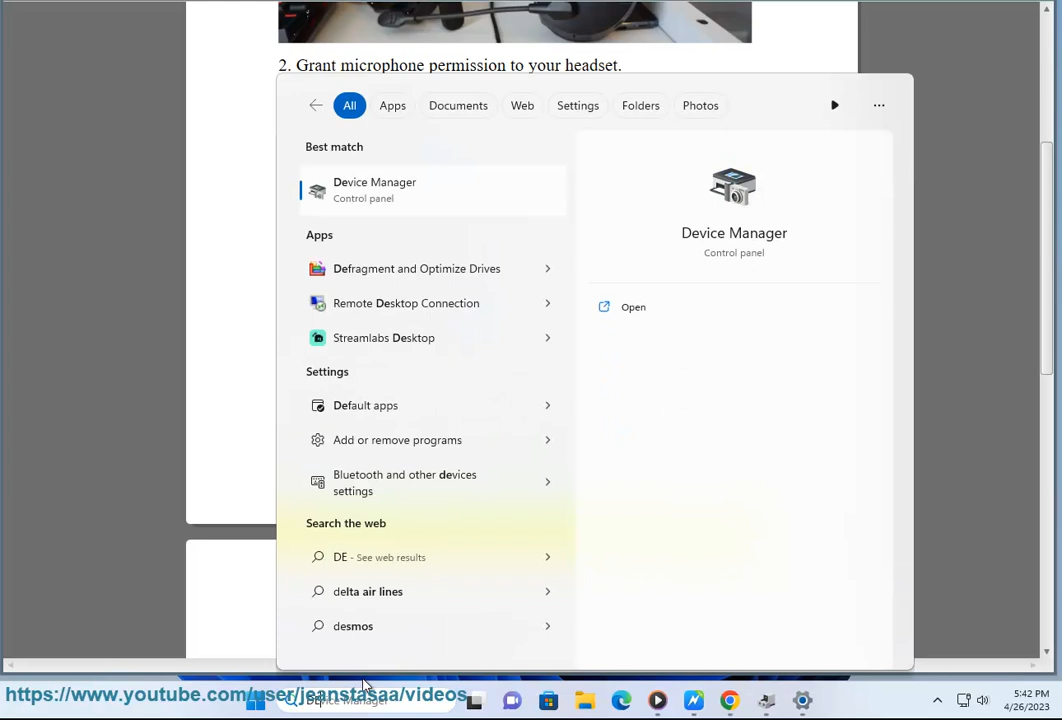 2. Grant microphone permission to your headset.
All
Apps
Documents
Web
Settings
Folders
Photos
Best match
Device Manager
Control panel
Apps
Defragment and Optimize Drives
Remote Desktop Connection
Streamlabs Desktop
Settings
Default apps
Add or remove programs
Bluetooth and other devices
settings
Search the web
DE - See web results
delta air lines
desmos
Device Manager
Control panel
Open
https://www.youtube.com/user/jeanstasaa/videos
DEvice Manager
5:42 PM
4/26/2023